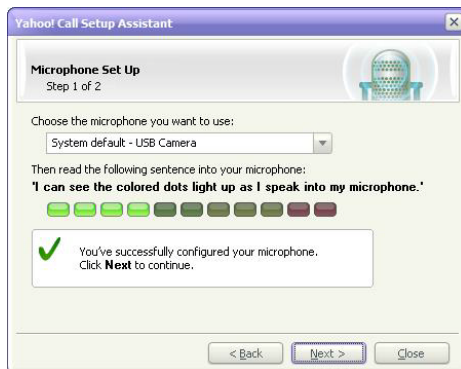 Yahoo! Call Setup Assistant
Microphone Set Up
Step 1 of 2
Choose the microphone you want to use:
System default - USB Camera
Then read the following sentence into your microphone:
'I can see the colored dots light up as I speak into my microphone.'
You've successfully configured your microphone.
Click Next to continue.
< Back Next > Close